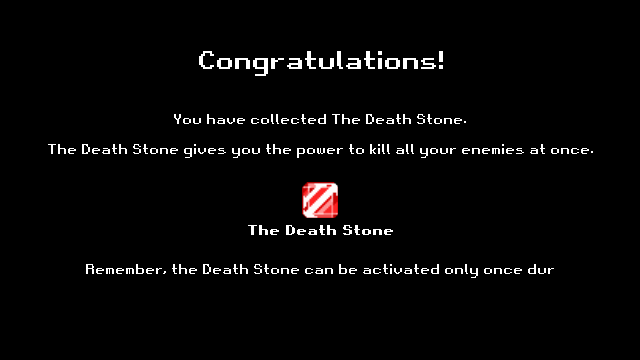 Congratulations!
You have collected The Death Stone.
The Death Stone gives you the power to kill all your enemies at once.
The Death Stone
Remember, the Death Stone can be activated only once dur